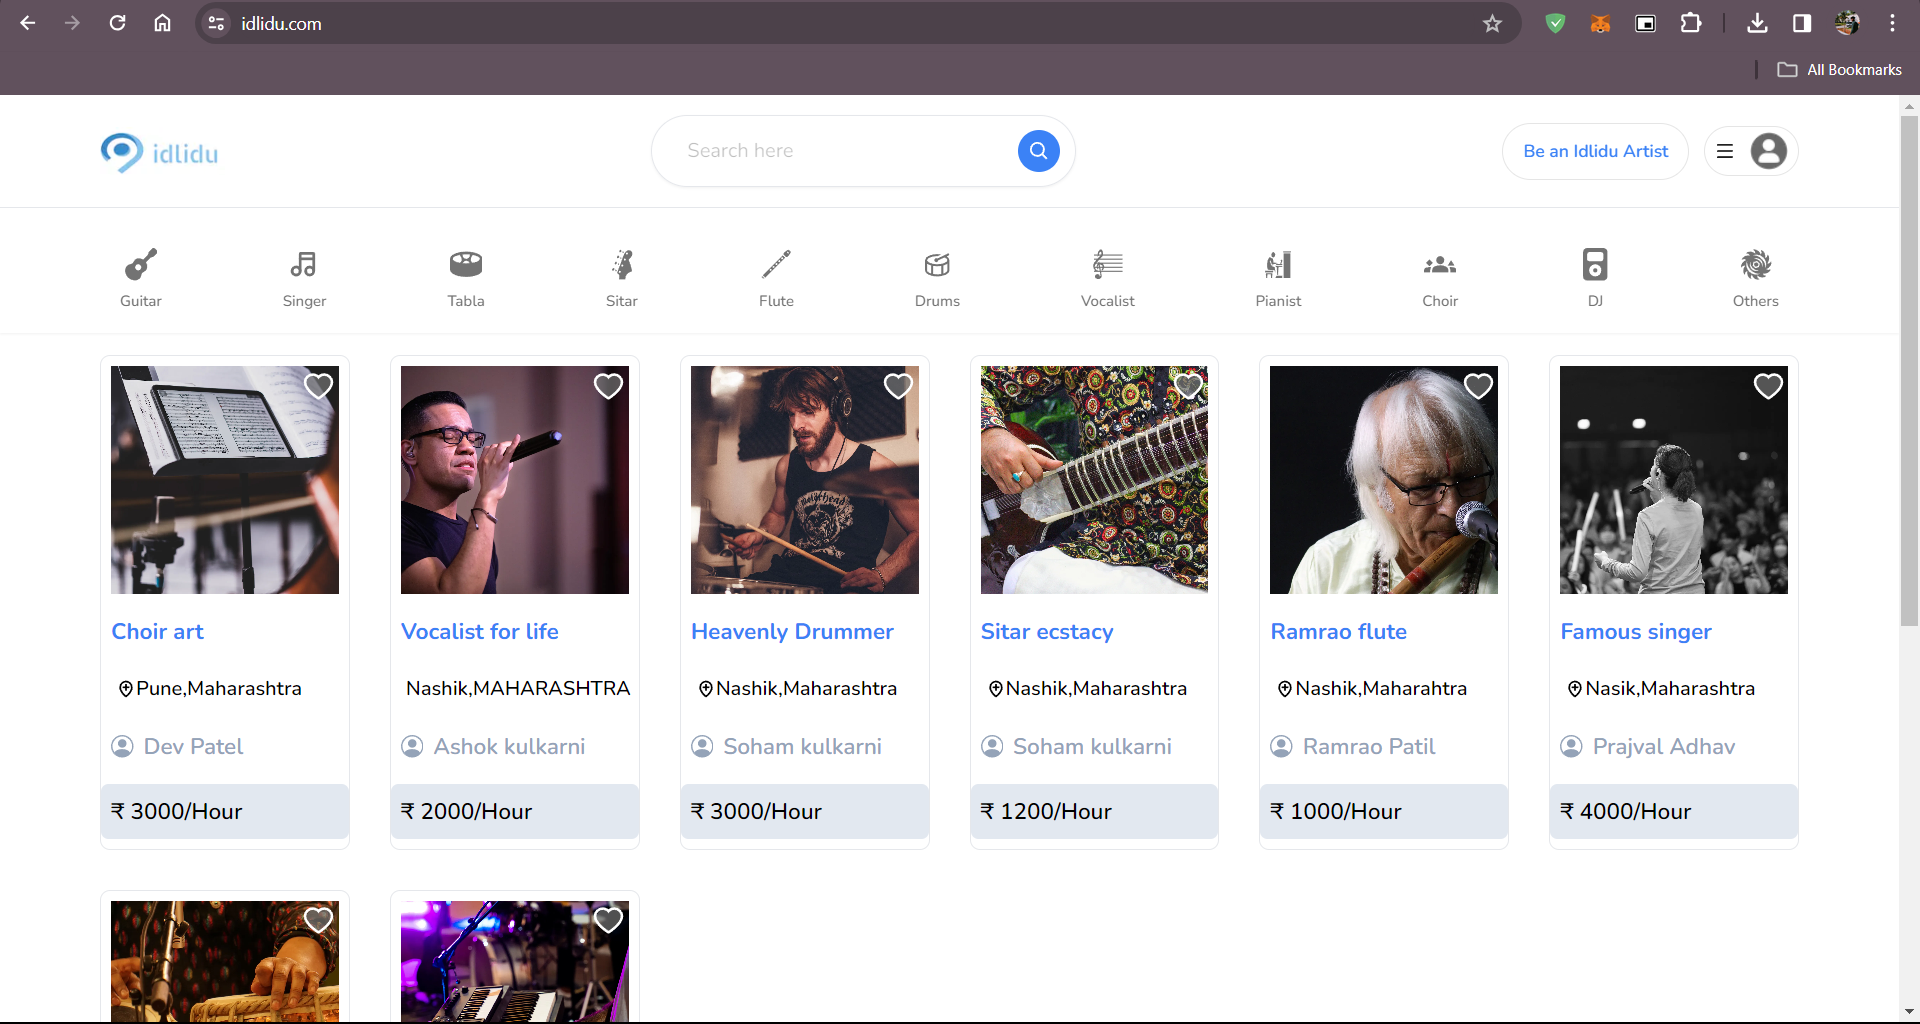 idlidu.com
All Bookmarks
idlidu
Search here
Be an Idlidu Artist
Guitar
Singer
Tabla
Sitar
Flute
Drums
Vocalist
Pianist
Choir
DJ
Others
Choir art
Pune,Maharashtra
Dev Patel
₹ 3000/Hour
Vocalist for life
Nashik,MAHARASHTRA
Ashok kulkarni
₹ 2000/Hour
Motörhead
Heavenly Drummer
Nashik,Maharashtra
Soham kulkarni
₹ 3000/Hour
Sitar ecstacy
Nashik,Maharashtra
Soham kulkarni
₹ 1200/Hour
Ramrao flute
Nashik,Maharahtra
Ramrao Patil
₹ 1000/Hour
Famous singer
Nasik,Maharashtra
Prajval Adhav
₹ 4000/Hour